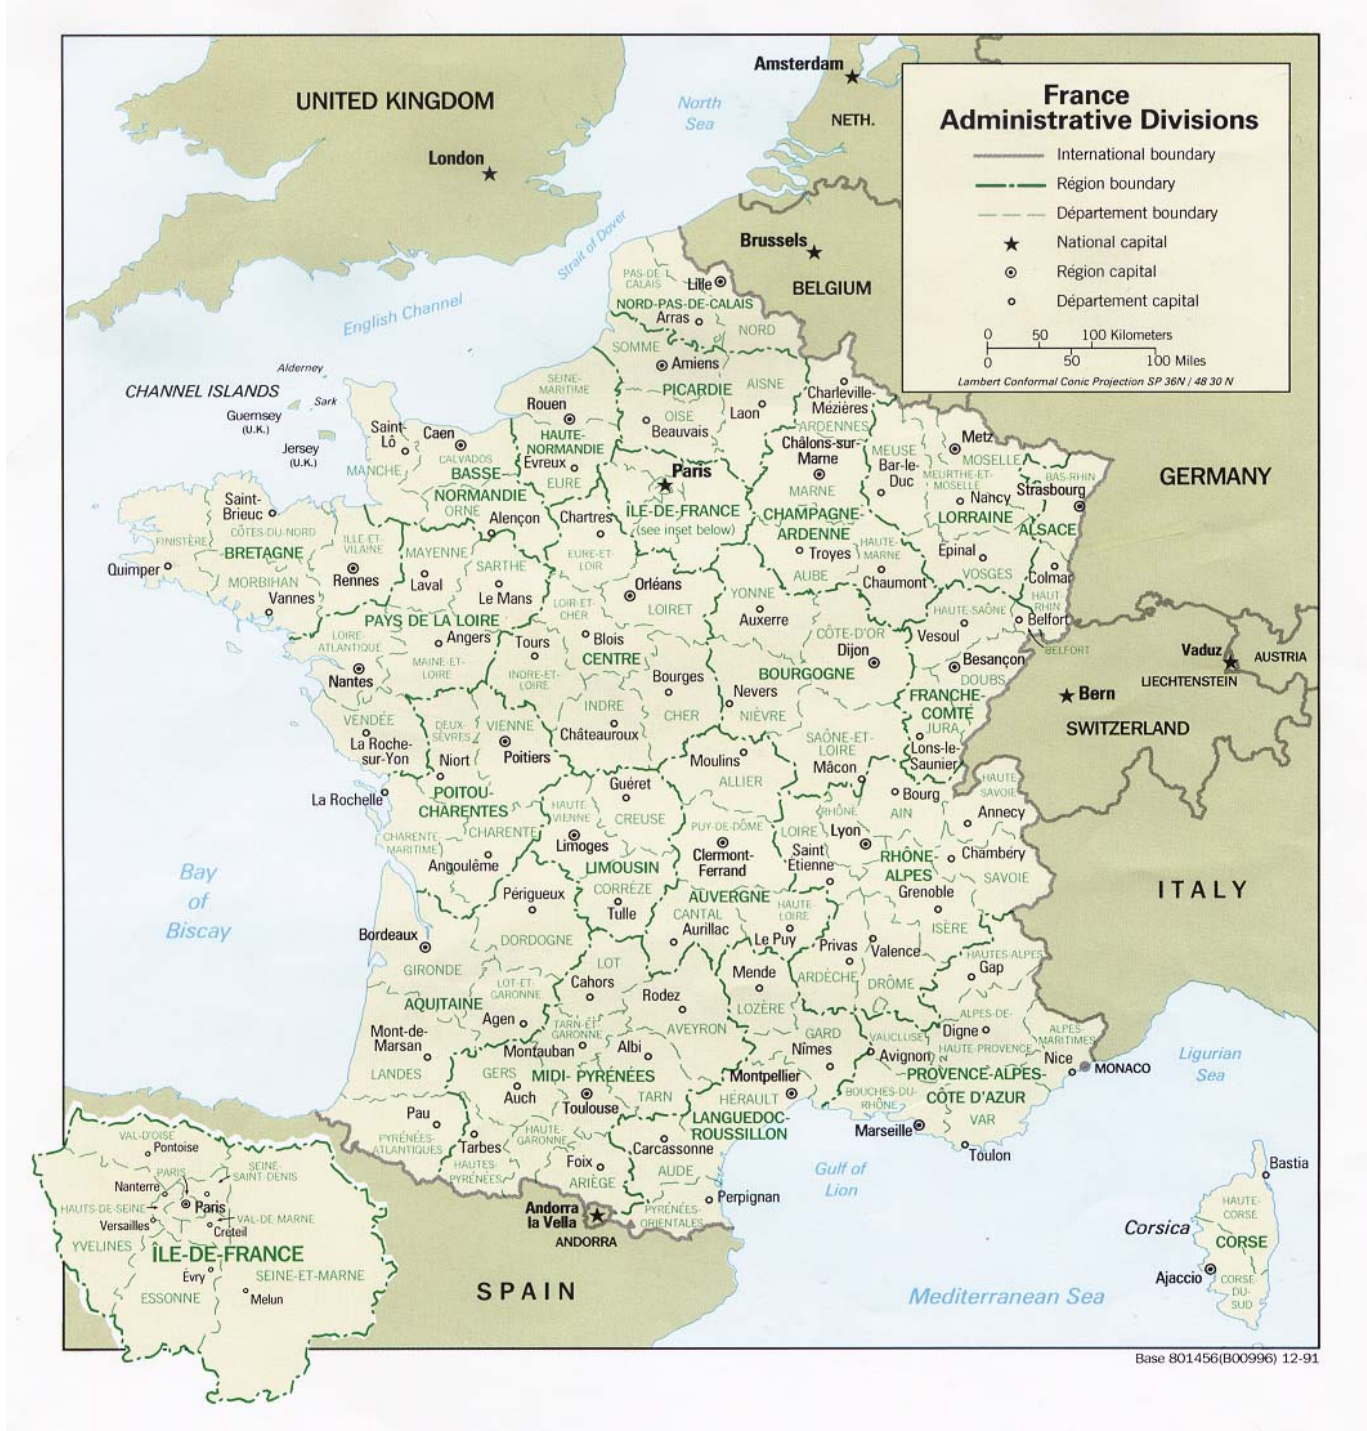 UNITED KINGDOM
London
North
Sea
Amsterdam
NETH.
France
Administrative Divisions
International boundary
Région boundary
Département boundary
National capital
Région capital
Département capital
0 50 100 Kilometers
0 50 100 Miles
Lambert Conformal Conic Projection SP 36N / 48 30 N
Strait of Dover
Brussels
BELGIUM
English Channel
PAS-DE-
CALAIS
Lille
NORD-PAS-DE-CALAIS
Arras
NORD
SOMME
Amiens
PICARDIE
AISNE
OISE
Laon
Beauvais
Alderney
CHANNEL ISLANDS
Sark
Guernsey
(U.K.)
Jersey
(U.K.)
SEINE-
MARITIME
Rouen
HAUTE-
NORMANDIE
Evreux
EURE
Charleville-
Mézières
ARDENNES
Châlons-sur-
Marne
MARNE
CHAMPAGNE-
ARDENNE
Troyes
HAUTE-
MARNE
AUBE
Chaumont
MEUSE
Bar-le-
Duc
Metz
MOSELLE
MEURTHE-ET-
MOSELLE
Nancy
LORRAINE
Épinal
VOSGES
BAS-RHIN
Strasbourg
ALSACE
Colmar
HAUT-
RHIN
Belfort
BELFORT
GERMANY
Saint-
Lô
Caen
CALVADOS
MANCHE
BASSE-
NORMANDIE
ORNE
Alençon
Paris
ÎLE-DE-FRANCE
(see inset below)
Chartres
EURE-ET-
LOIR
Saint-
Brieuc
CÔTES-DU-NORD
FINISTÈRE
BRETAGNE
ILLE-ET-
VILAINE
Quimper
MORBIHAN
Rennes
Vannes
MAYENNE
Laval
SARTHE
Le Mans
PAYS DE LA LOIRE
LOIRE-
ATLANTIQUE
Angers
MAINE-ET-
LOIRE
Nantes
VENDÉE
La Roche-
sur-Yon
Orléans
LOIRET
LOIR-ET-
CHER
Tours
Blois
CENTRE
INDRE-ET-
LOIRE
Bourges
INDRE
CHER
Châteauroux
YONNE
Auxerre
CÔTE-D'OR
Dijon
BOURGOGNE
Nevers
NIÈVRE
SAÔNE-ET-
LOIRE
Mâcon
HAUTE-SAÔNE
Vesoul
Besançon
DOUBS
FRANCHE-
COMTÉ
JURA
Lons-le-
Saunier
Vaduz
AUSTRIA
LIECHTENSTEIN
Bern
SWITZERLAND
DEUX-
SÈVRES
VIENNE
Niort
Poitiers
La Rochelle
POITOU-
CHARENTES
CHARENTE-
MARITIME
CHARENTE
Angoulême
Guéret
HAUTE
VIENNE
CREUSE
Limoges
LIMOUSIN
CORRÈZE
Tulle
Moulins
ALLIER
PUY-DE-DÔME
Clermont-
Ferrand
AUVERGNE
CANTAL
Aurillac
HAUTE
LOIRE
Le Puy
Bourg
AIN
RHÔNE
LOIRE
Lyon
Saint
Étienne
RHÔNE-
ALPES
HAUTE
SAVOIE
Annecy
Chambéry
SAVOIE
Grenoble
ISÈRE
Privas
Valence
ARDÈCHE
DRÔME
ITALY
Bay
of
Biscay
Périgueux
DORDOGNE
Bordeaux
GIRONDE
LOT-ET-
GARONNE
AQUITAINE
Agen
Mont-de-
Marsan
LANDES
Pau
PYRÉNÉES-
ATLANTIQUES
LOT
Cahors
Rodez
TARN-ET-
GARONNE
AVEYRON
Montauban
Albi
GERS
MIDI-PYRÉNÉES
Auch
TARN
Toulouse
HAUTE-
GARONNE
Tarbes
HAUTES-
PYRÉNÉES
Foix
ARIÈGE
Mende
LOZÈRE
GARD
Nîmes
Montpellier
HÉRAULT
LANGUEDOC-
ROUSSILLON
Carcassonne
AUDE
Perpignan
PYRÉNÉES-
ORIENTALES
HAUTES-ALPES
Gap
ALPES-DE-
Digne
HAUTE-PROVENCE
ALPES-
MARITIMES
Nice
MONACO
VAUCLUSE
Avignon
PROVENCE-ALPES-
CÔTE D'AZUR
BOUCHES-DU-
RHÔNE
VAR
Marseille
Toulon
Ligurian
Sea
Gulf of
Lion
Andorra
la Vella
ANDORRA
SPAIN
Mediterranean Sea
Bastia
HAUTE-
CORSE
Corsica
CORSE
Ajaccio
CORSE-
DU-
SUD
VAL-D'OISE
Pontoise
PARIS
SEINE-
SAINT-DENIS
Nanterre
HAUTS-DE-SEINE
Paris
VAL-DE MARNE
Versailles
Créteil
YVELINES
ÎLE-DE-FRANCE
Évry
SEINE-ET-MARNE
ESSONNE
Melun
Base 801456(B00996) 12-91